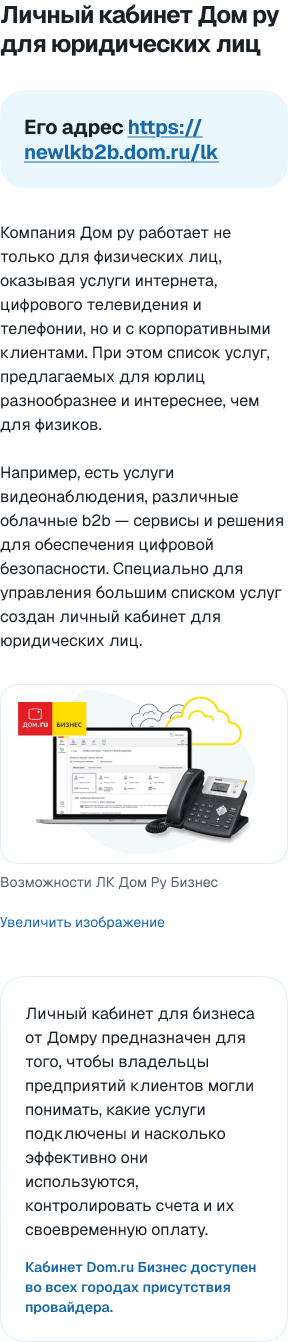 Личный кабинет Дом ру
для юридических лиц
Его адрес https://
newlkb2b.dom.ru/lk
Компания Дом ру работает не
только для физических лиц,
оказывая услуги интернета,
цифрового телевидения и
телефонии, но и с корпоративными
клиентами. При этом список услуг,
предлагаемых для юрлиц
разнообразнее и интереснее, чем
для физиков.
Например, есть услуги
видеонаблюдения, различные
облачные b2b — сервисы и решения
для обеспечения цифровой
безопасности. Специально для
управления большим списком услуг
создан личный кабинет для
юридических лиц.
дом.ru БИЗНЕС
Возможности ЛК Дом Ру Бизнес
Увеличить изображение
Личный кабинет для бизнеса
от Домру предназначен для
того, чтобы владельцы
предприятий клиентов могли
понимать, какие услуги
подключены и насколько
эффективно они
используются,
контролировать счета и их
своевременную оплату.
Кабинет Dom.ru Бизнес доступен
во всех городах присутствия
провайдера.